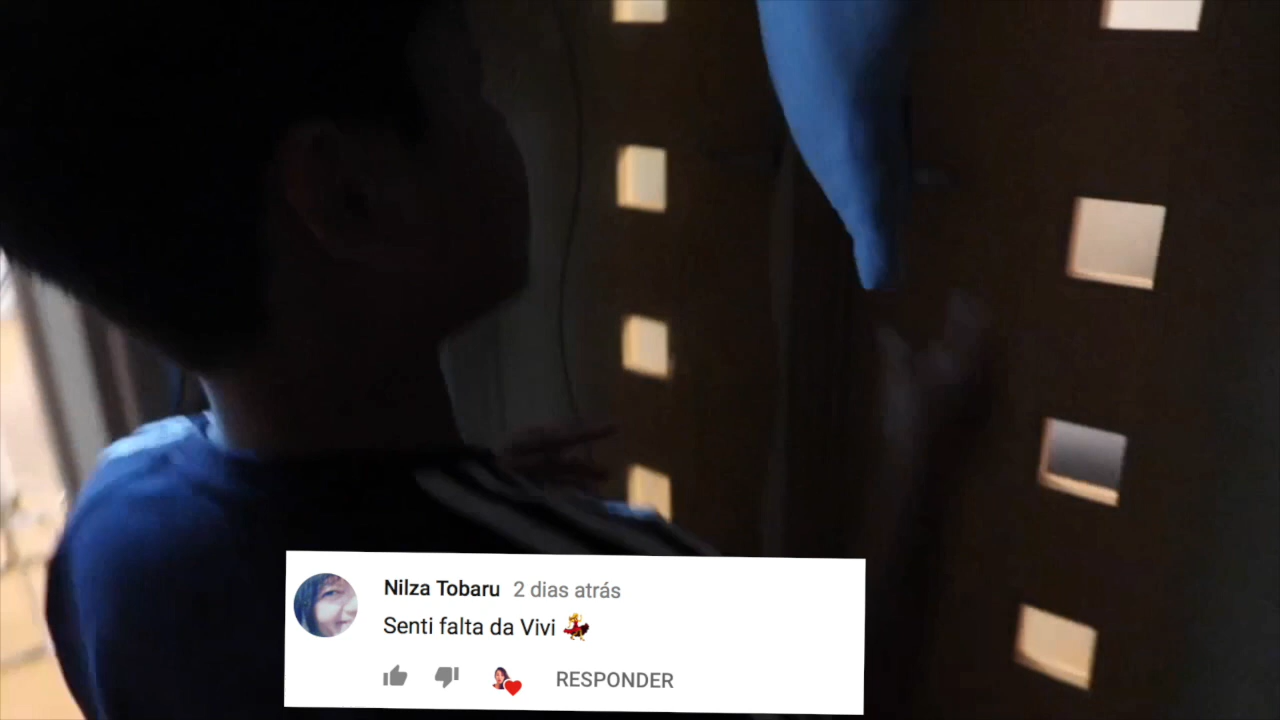 Nilza Tobaru 2 dias atrás
Senti falta da Vivi 💃
RESPONDER